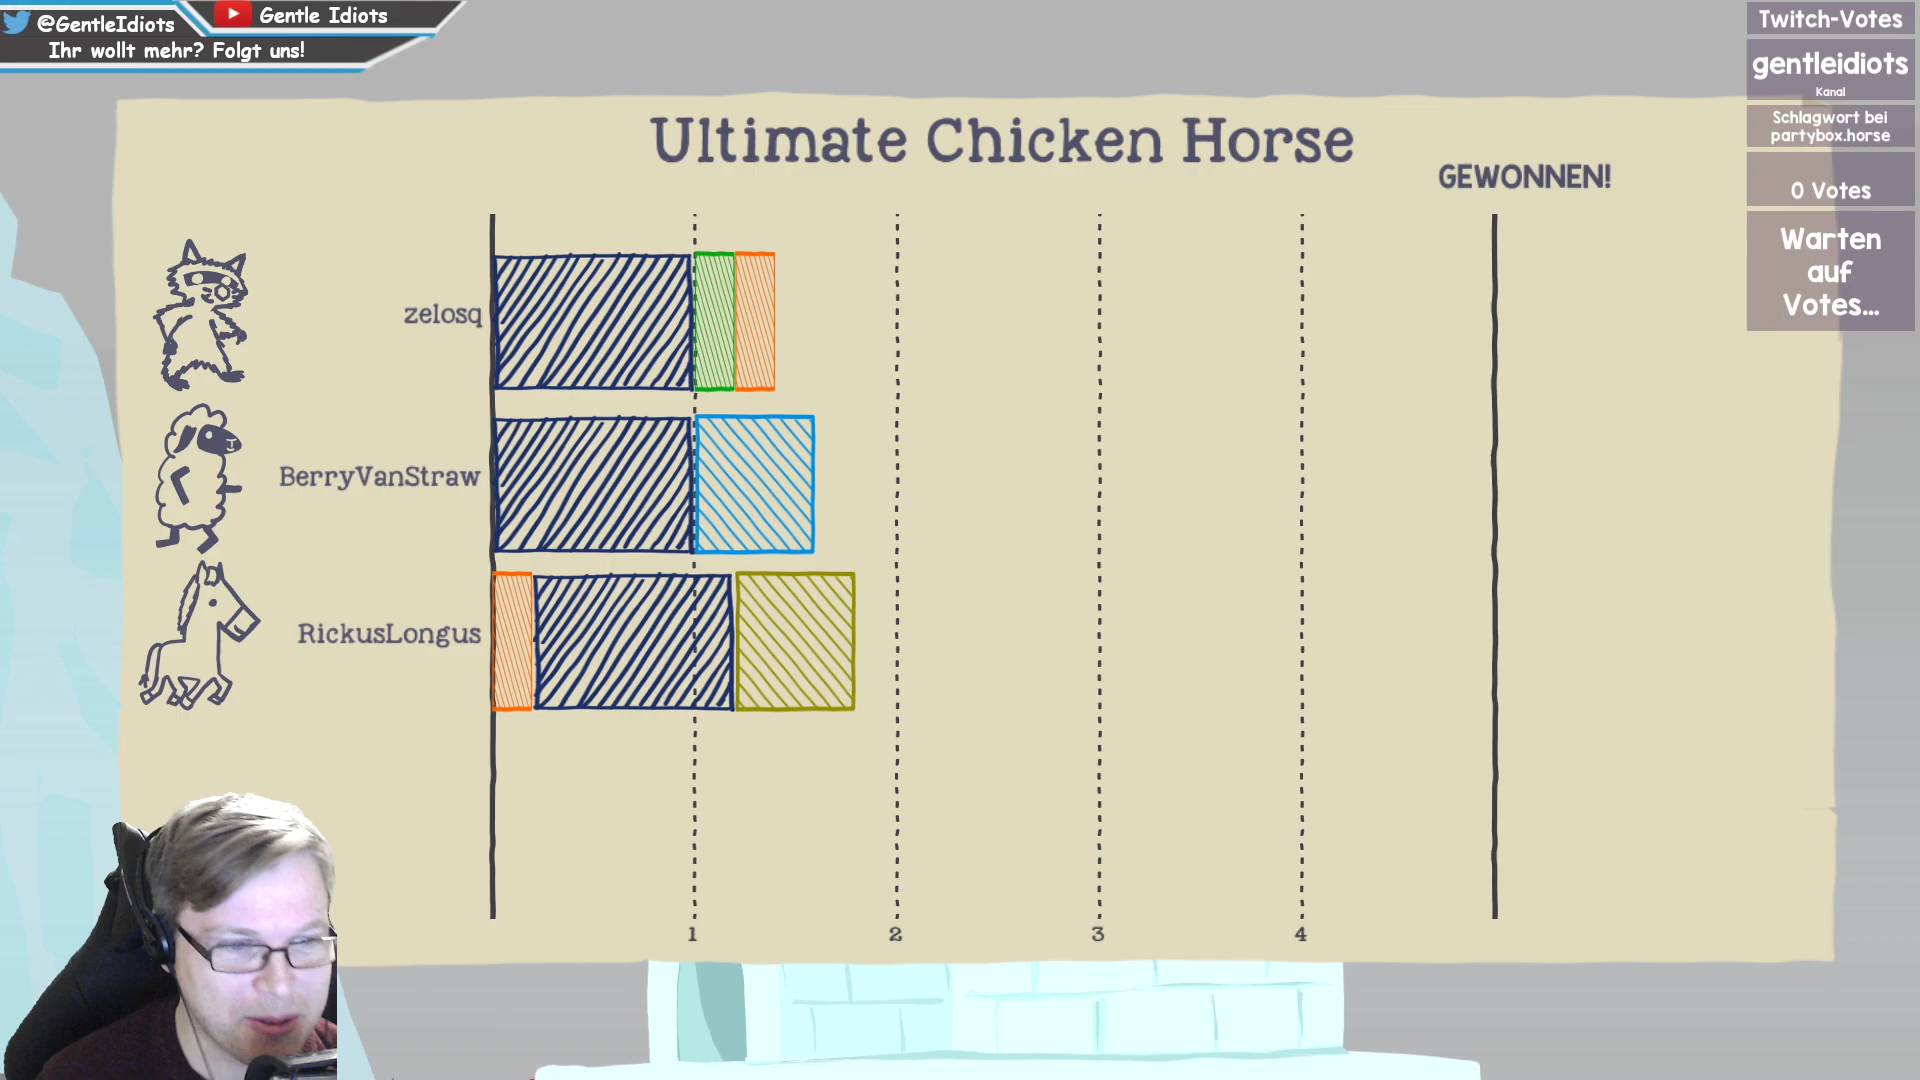 @GentleIdiots
Gentle Idiots
Ihr wollt mehr? Folgt uns!
Twitch-Votes
gentleidiots
Kanal
Schlagwort bei
partybox.horse
0 Votes
Warten
auf
Votes...
Ultimate Chicken Horse
GEWONNEN!
zelosq
BerryVanStraw
RickusLongus
1 2 3 4